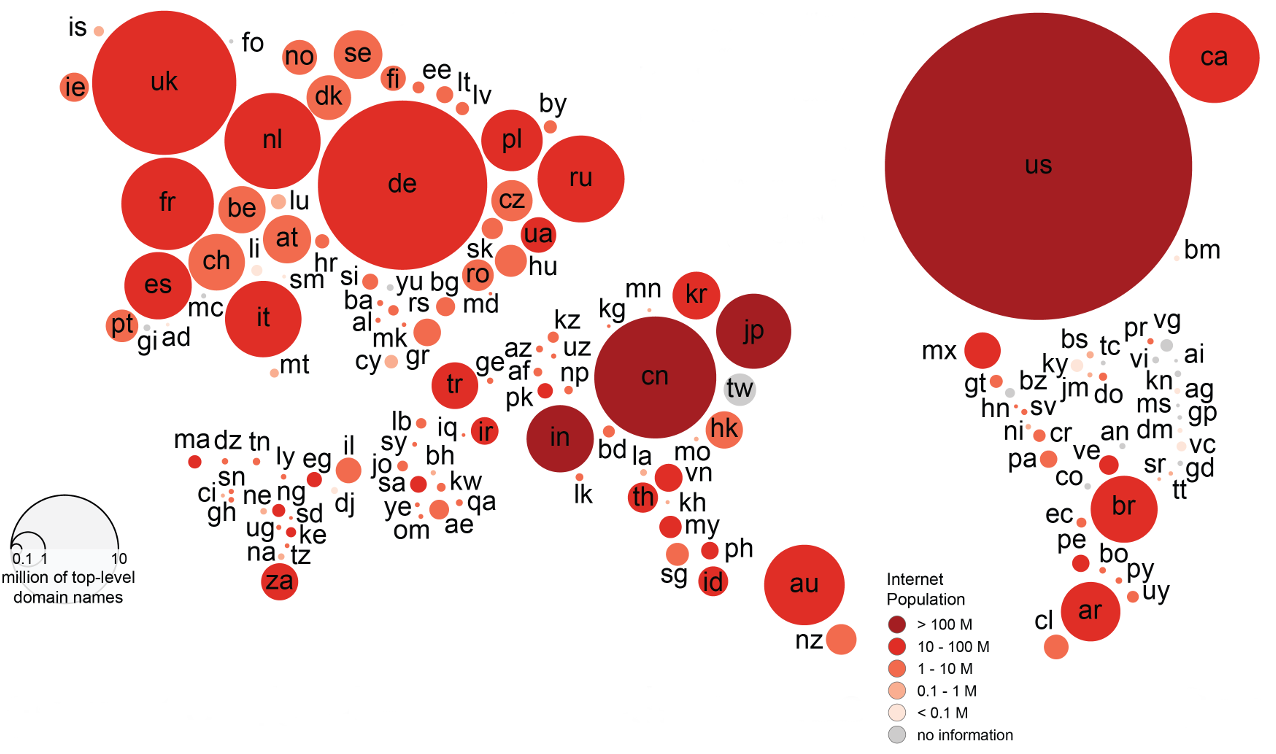 is
fo
uk
ie
no
se
fi
ee
lt
lv
dk
by
nl
pl
de
ru
fr
be
lu
cz
at
ua
sk
ch
li
hr
hu
sm
si
yu
bg
ro
es
mc
ba
rs
md
pt
gi
ad
it
al
mk
gr
mt
cy
ca
us
bm
mn
kr
kg
jp
kz
az
uz
cn
ge
af
np
tw
tr
pk
in
hk
lb
iq
ir
bd
mo
sy
la
vn
jo
bh
sa
kw
lk
th
kh
ye
qa
om
ae
my
ph
sg
id
au
nz
ma
dz
tn
il
ly
eg
sn
ci
ne
ng
dj
gh
sd
ug
ke
na
tz
za
mx
bs
tc
pr
vg
ky
vi
ai
gt
bz
jm
do
kn
ag
hn
sv
ms
gp
ni
cr
an
dm
pa
ve
vc
co
sr
gd
tt
br
ec
pe
bo
py
uy
ar
cl
0.1 1 10
million of top-level
domain names
Internet
Population
> 100 M
10 - 100 M
1 - 10 M
0.1 - 1 M
< 0.1 M
no information